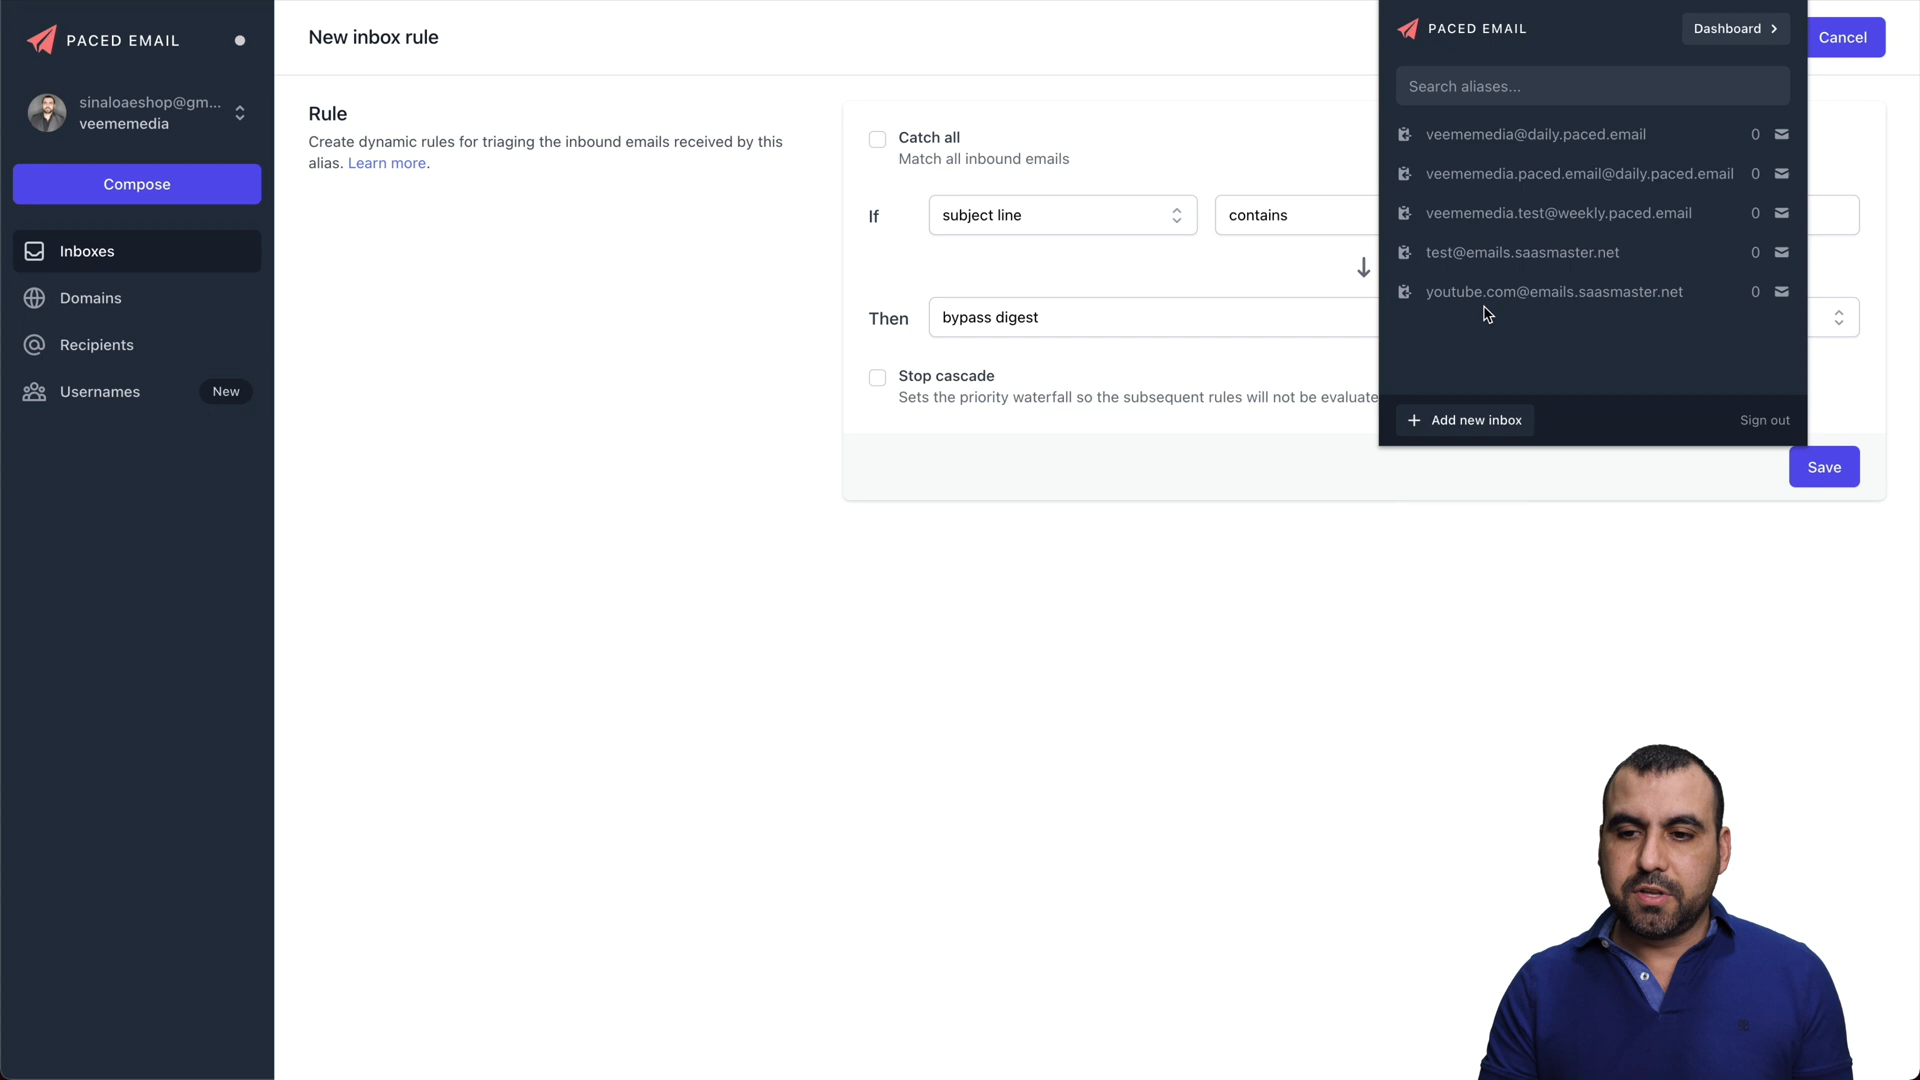 PACED EMAIL
sinaloaeshop@gm...
veememedia
Compose
Inboxes
Domains
Recipients
Usernames
New
New inbox rule
Cancel
Rule
Create dynamic rules for triaging the inbound emails received by this
alias. Learn more.
Catch all
Match all inbound emails
If
subject line
contains
Then
bypass digest
Stop cascade
Sets the priority waterfall so the subsequent rules will not be evaluate
Save
PACED EMAIL
Dashboard
Search aliases...
veememedia@daily.paced.email 0
veememedia.paced.email@daily.paced.email 0
veememedia.test@weekly.paced.email 0
test@emails.saasmaster.net 0
youtube.com@emails.saasmaster.net 0
Add new inbox
Sign out